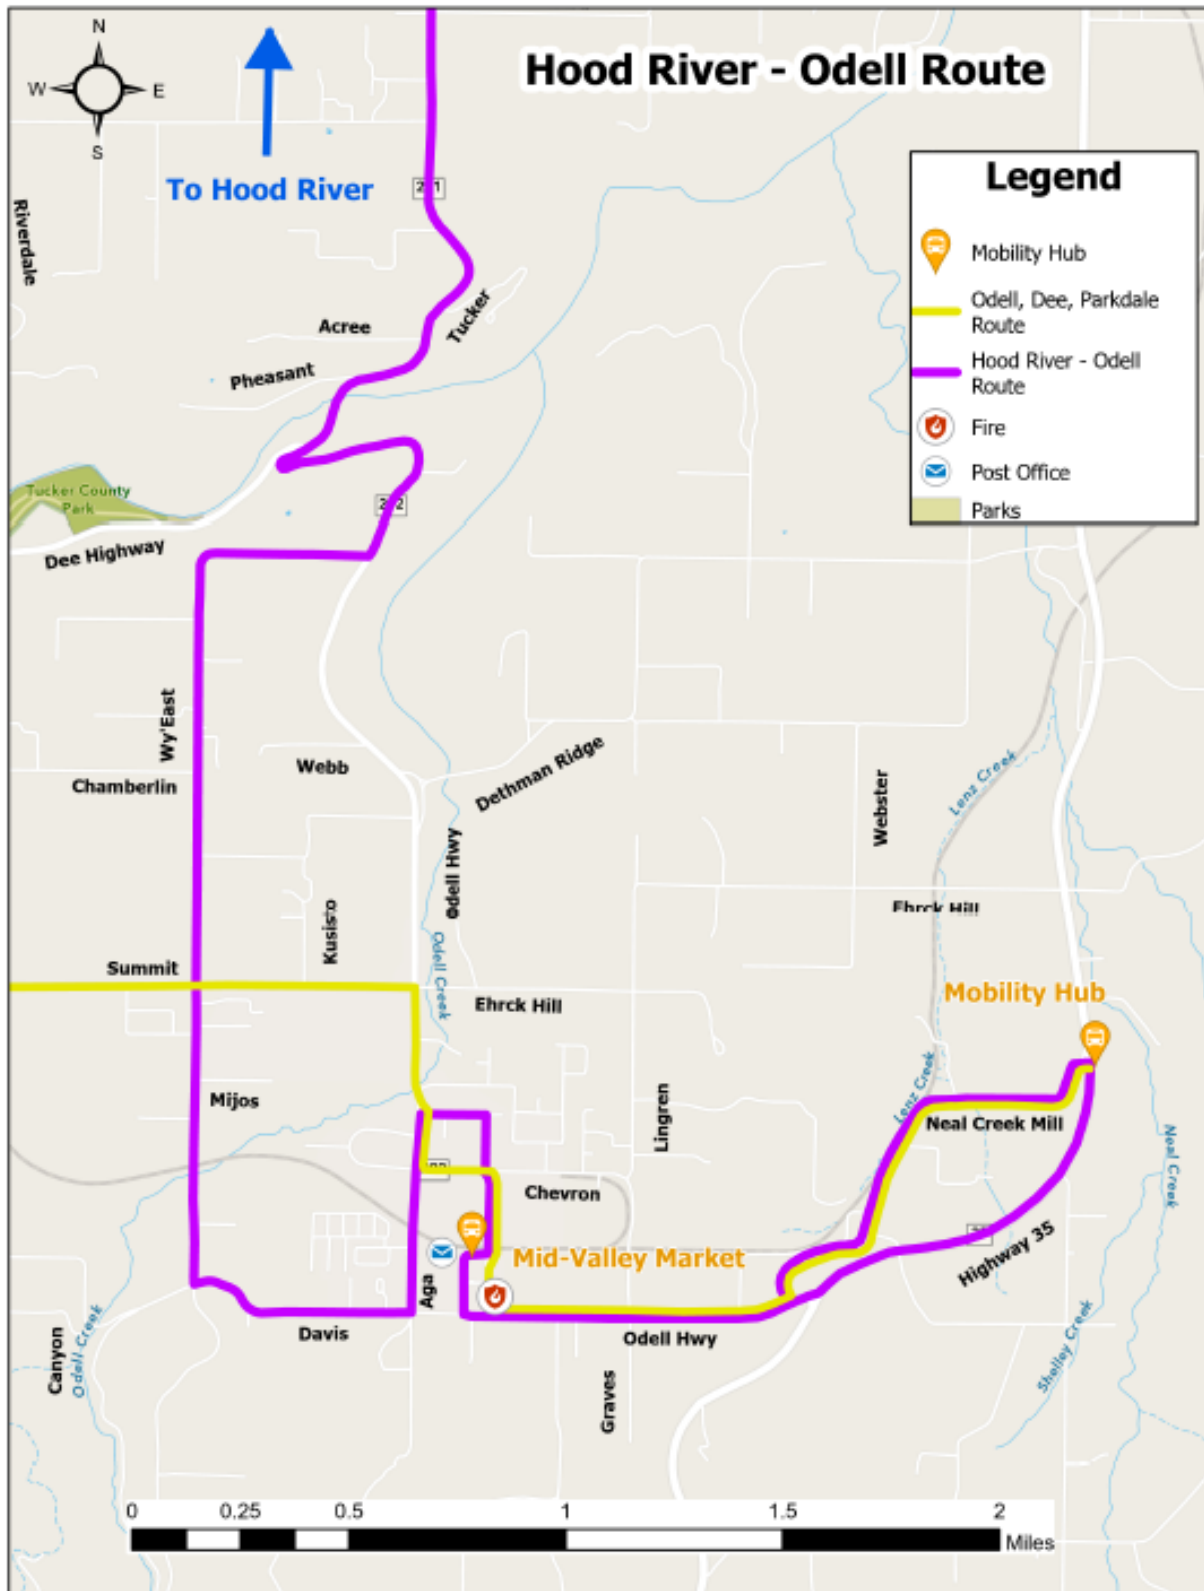 N
Hood River - Odell Route
W
E
S
To Hood River
Legend
Mobility Hub
Odell, Dee, Parkdale
Route
Hood River - Odell
Route
Fire
Post Office
Parks
Riverdale
Acree
Tucker
Pheasant
Tucker County
Park
Dee Highway
Wy'East
Webb
Chamberlin
Dethman Ridge
Lenz Creek
Webster
Odell Hwy
Kusisto
Ehrck Hill
Odell Creek
Summit
Ehrck Hill
Mobility Hub
Mijos
Lingren
Lenz Creek
Neal Creek Mill
Neal Creek
Chevron
Mid-Valley Market
Highway 35
Aga
Davis
Odell Hwy
Canyon
Odell Creek
Graves
Shelley Creek
0 0.25 0.5 1 1.5 2
Miles